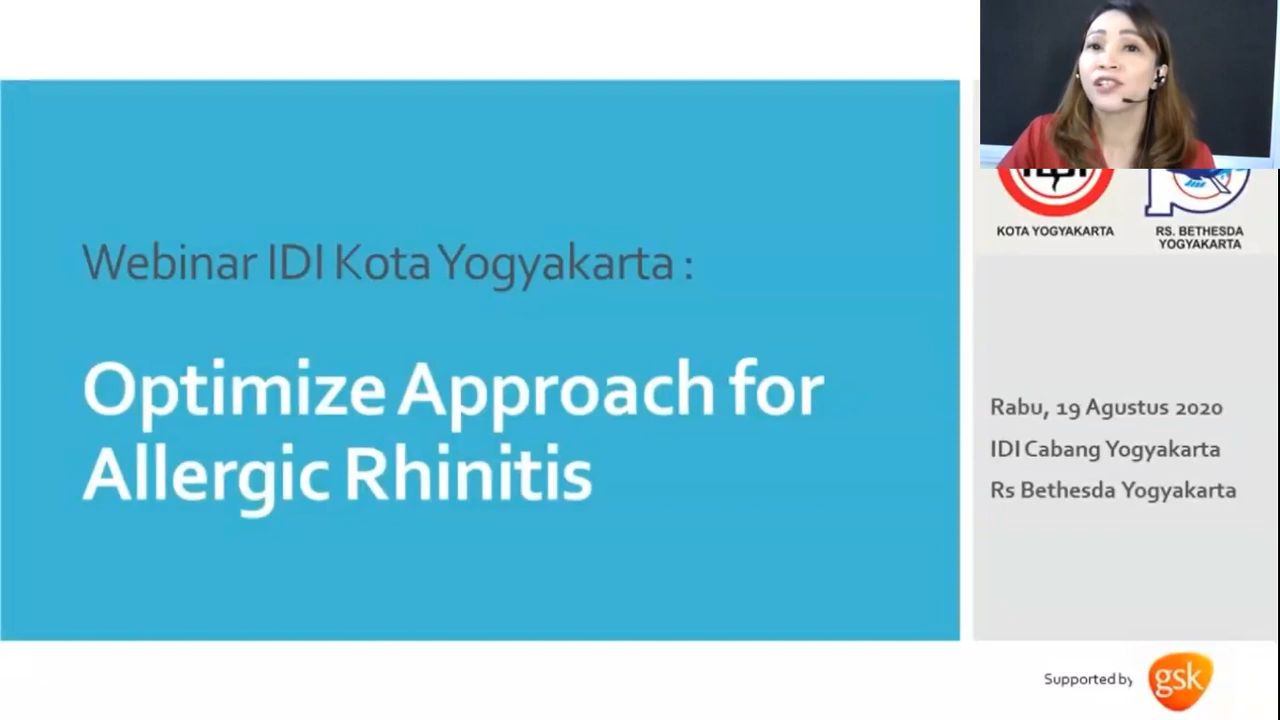 Webinar IDI Kota Yogyakarta :
Optimize Approach for
Allergic Rhinitis
KOTA YOGYAKARTA
RS. BETHESDA
YOGYAKARTA
Rabu, 19 Agustus 2020
IDI Cabang Yogyakarta
Rs Bethesda Yogyakarta
Supported by
gsk